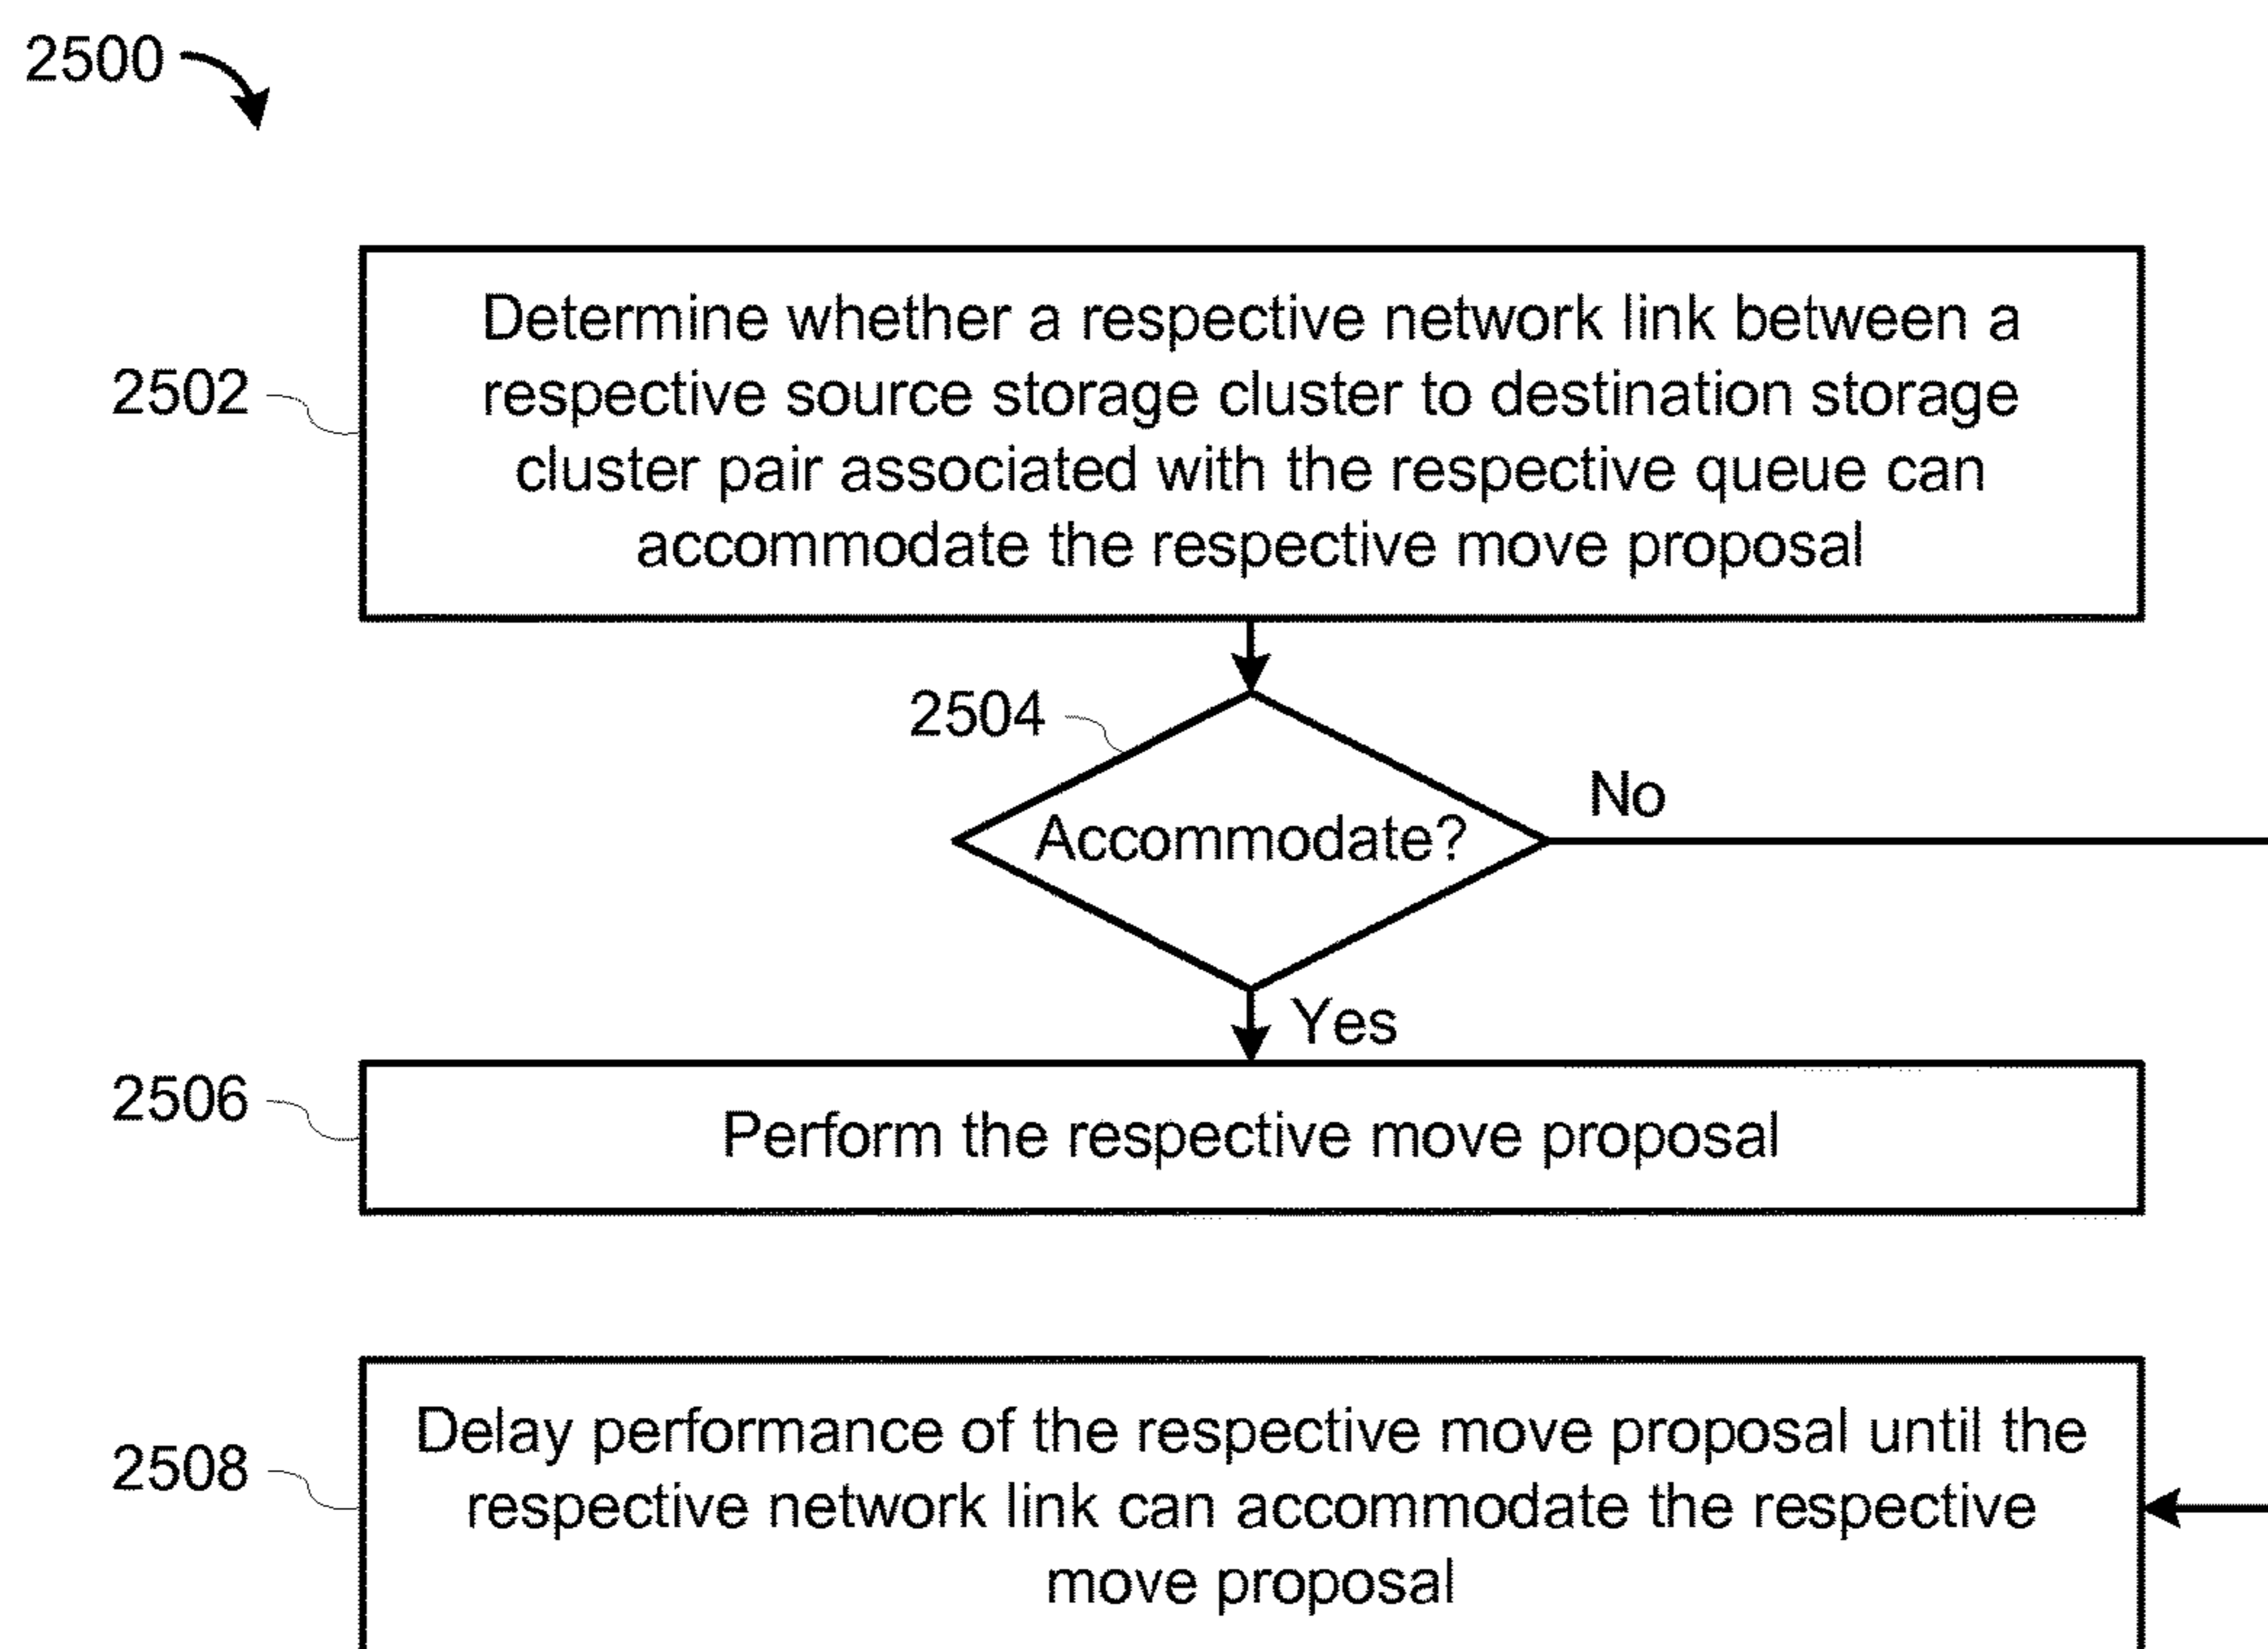 2500
Determine whether a respective network link between a
2502
respective source storage cluster to destination storage
cluster pair associated with the respective queue can
accommodate the respective move proposal
2504
No
Accommodate?
Yes
2506
Perform the respective move proposal
Delay performance of the respective move proposal until the
2508
respective network link can accommodate the respective
move proposal